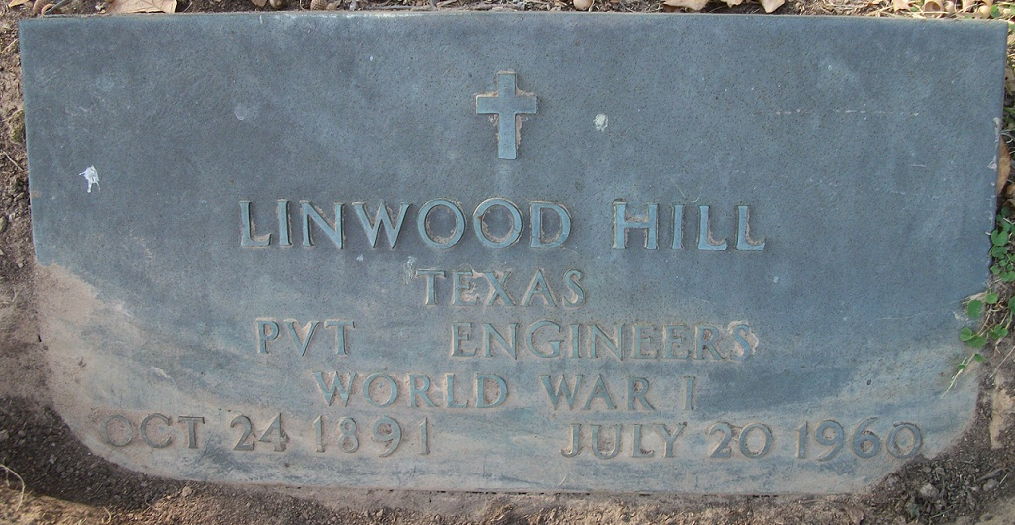 LINWOOD HILL
TEXAS
PVT ENGINEERS
WORLD WAR I
OCT 24 1891 JULY 20 1960